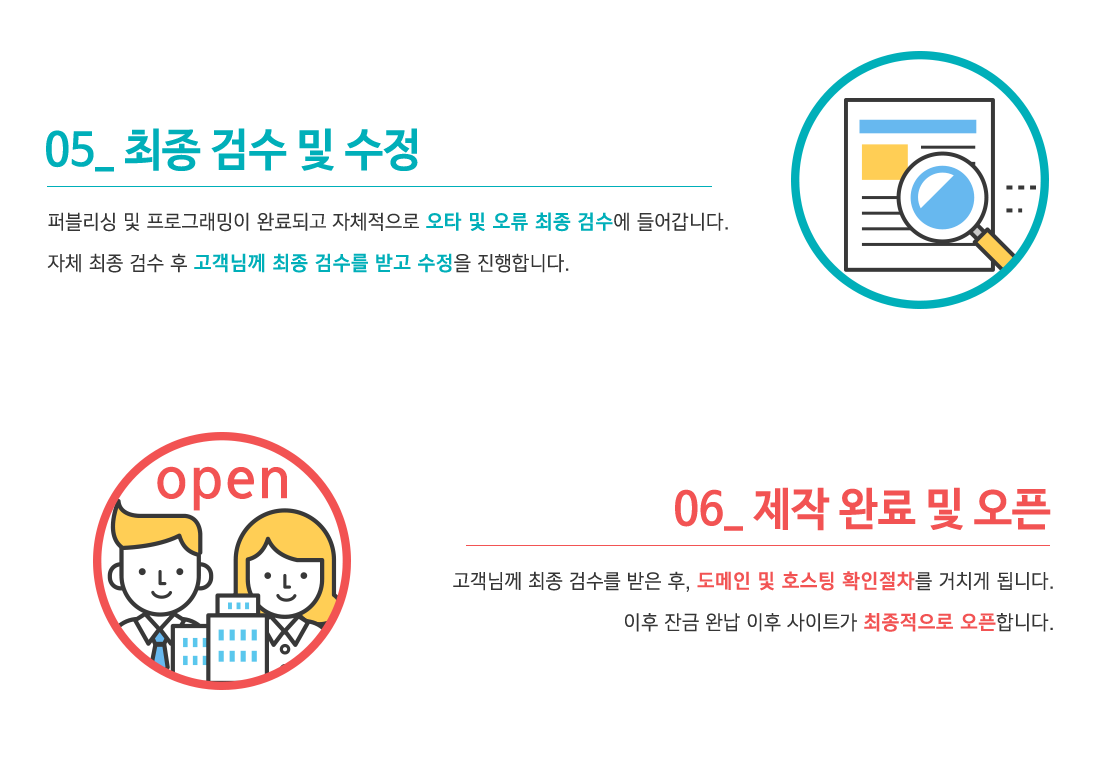 05_ 최종 검수 및 수정
퍼블리싱 및 프로그래밍이 완료되고 자체적으로 오타 및 오류 최종 검수에 들어갑니다.
자체 최종 검수 후 고객님께 최종 검수를 받고 수정을 진행합니다.
open
06_ 제작 완료 및 오픈
고객님께 최종 검수를 받은 후, 도메인 및 호스팅 확인절차를 거치게 됩니다.
이후 잔금 완납 이후 사이트가 최종적으로 오픈합니다.